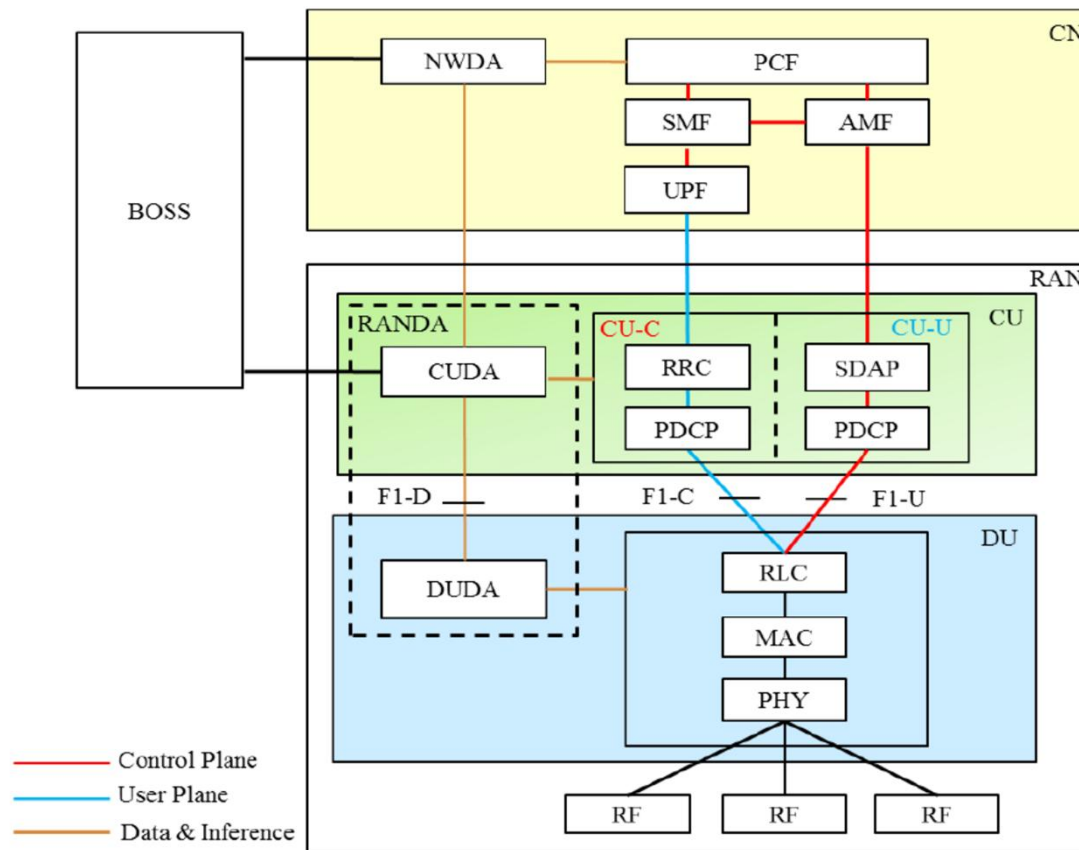 CN
NWDA
PCF
SMF
AMF
UPF
BOSS
RAN
RANDA
CU-C
CU-U
CU
CUDA
RRC
SDAP
PDCP
PDCP
F1-D
F1-C
F1-U
DU
DUDA
RLC
MAC
PHY
Control Plane
User Plane
Data & Inference
RF
RF
RF